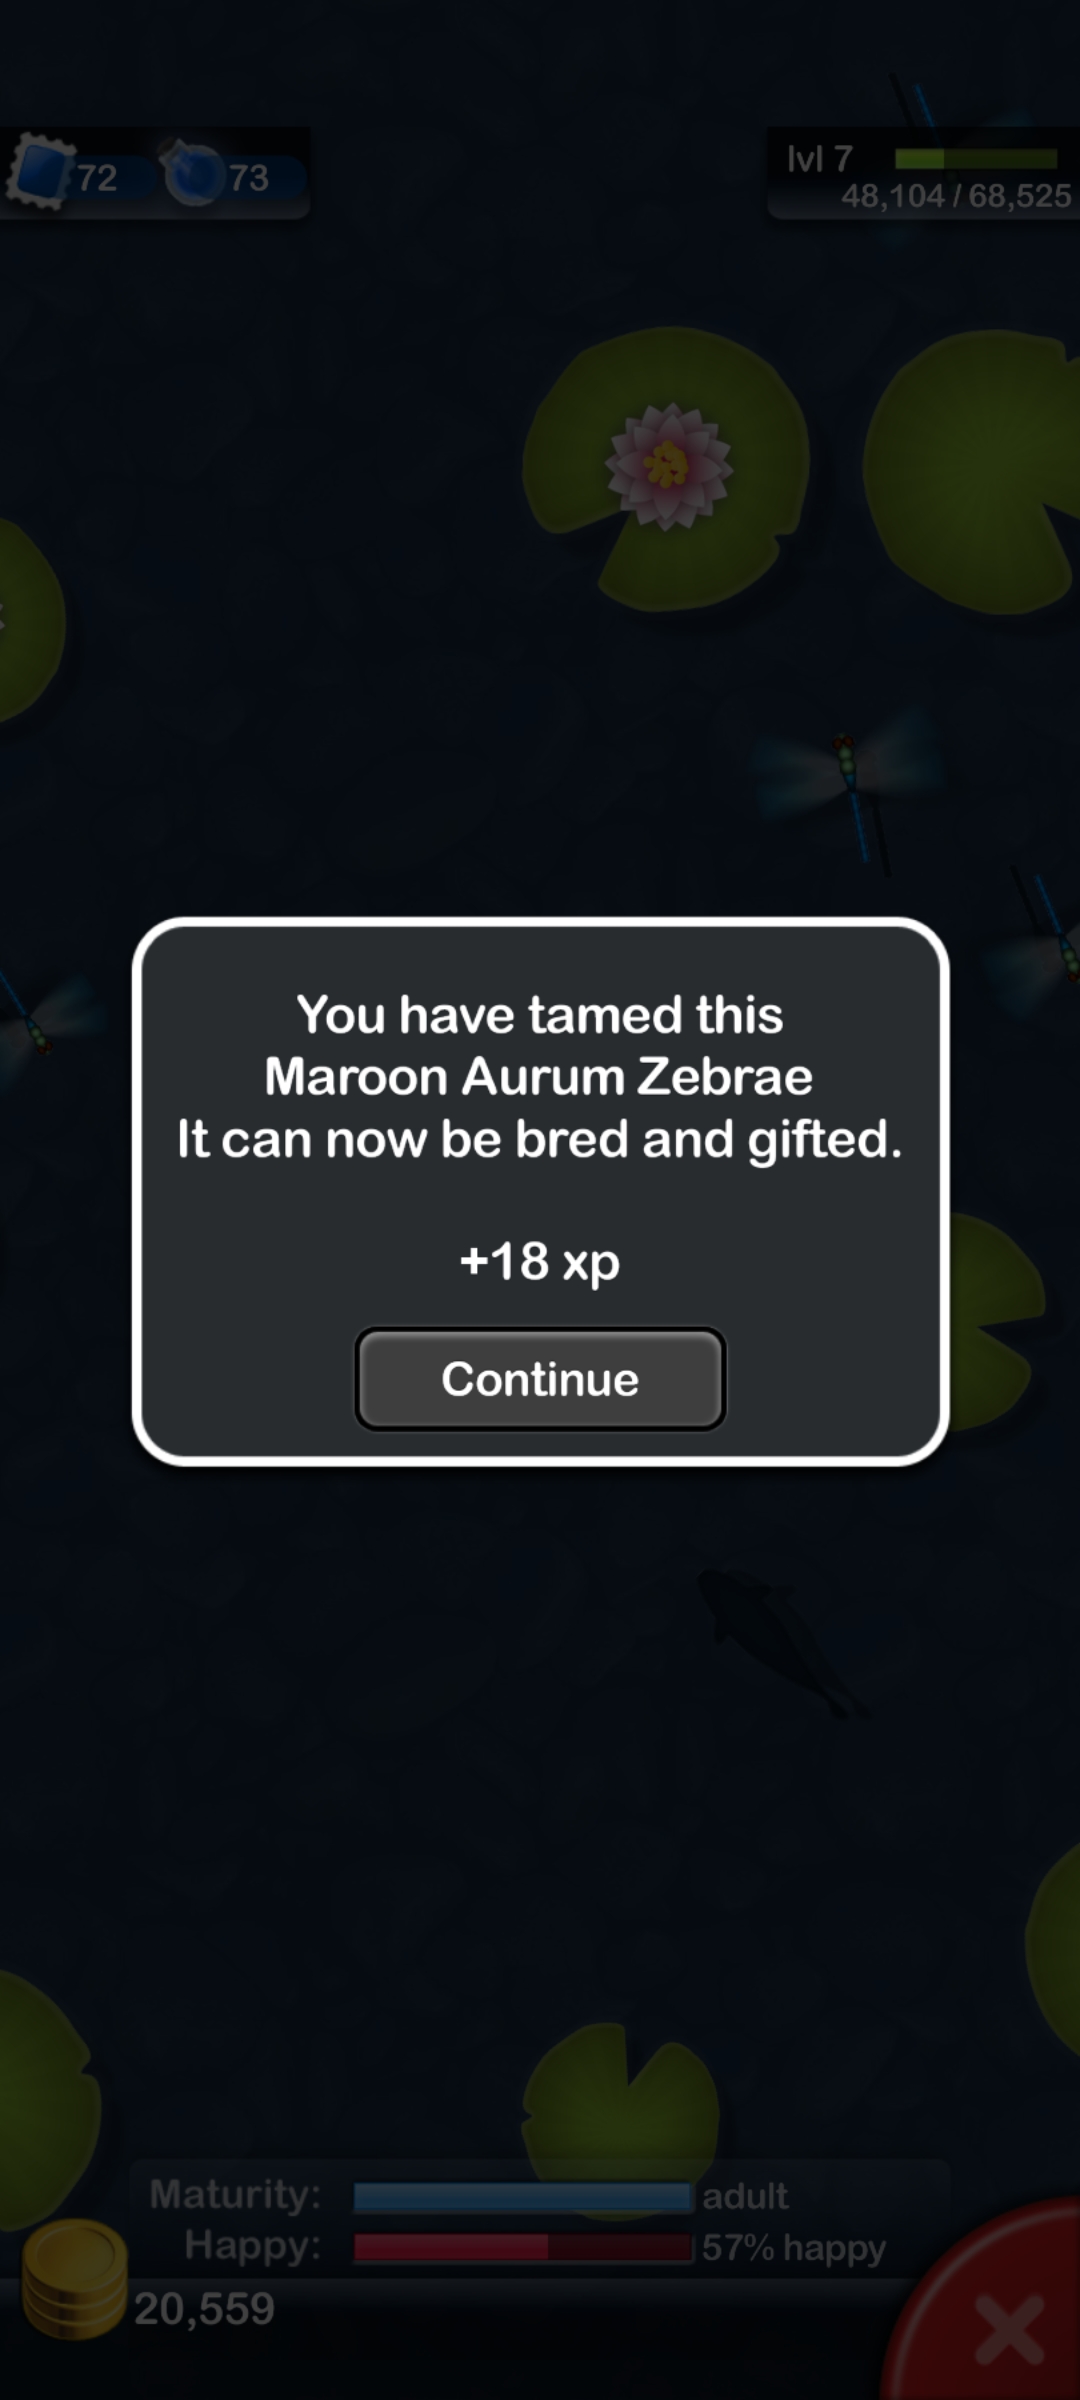 72
73
lvl 7
48,104 / 68,525
You have tamed this
Maroon Aurum Zebrae
It can now be bred and gifted.
+18 xp
Continue
Maturity: adult
Happy: 57% happy
20,559